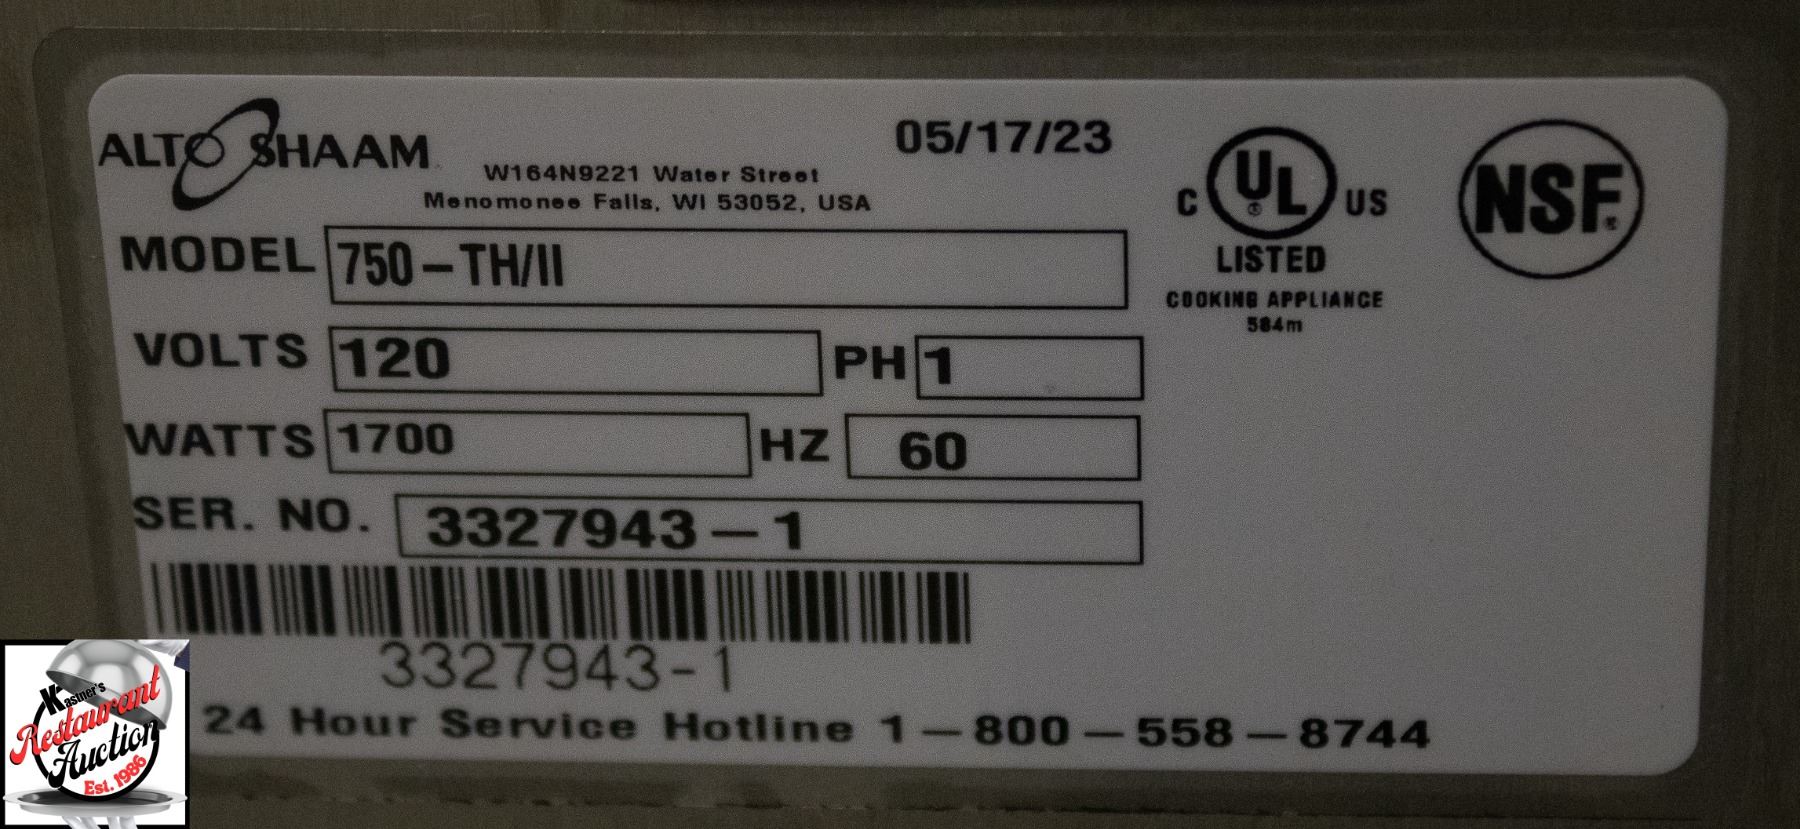 ALTO SHAAM
05/17/23
W164N9221 Water Street
Menomonee Falls, WI 53052, USA
C UL® US
LISTED
COOKING APPLIANCE
584m
NSF®
MODEL 750-TH/II
VOLTS 120 PH 1
WATTS 1700 HZ 60
SER. NO. 3327943-1
3327943-1
24 Hour Service Hotline 1-800-558-8744
Kastner's
Restaurant
Auction
Est. 1986